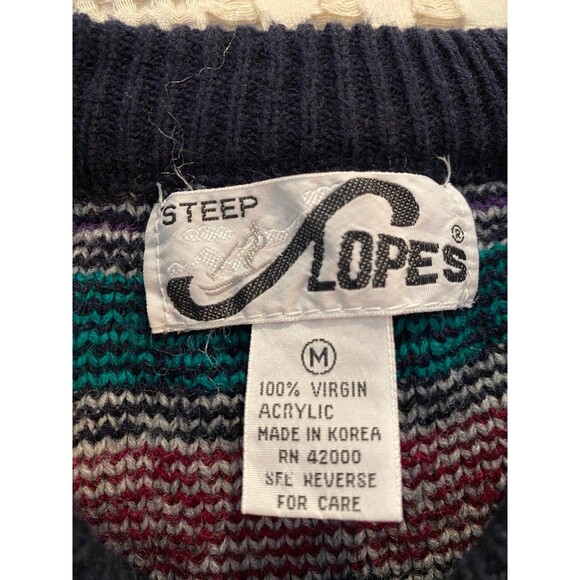 STEEP
SLOPES®
M
100% VIRGIN
ACRYLIC
MADE IN KOREA
RN 42000
SEE REVERSE
FOR CARE